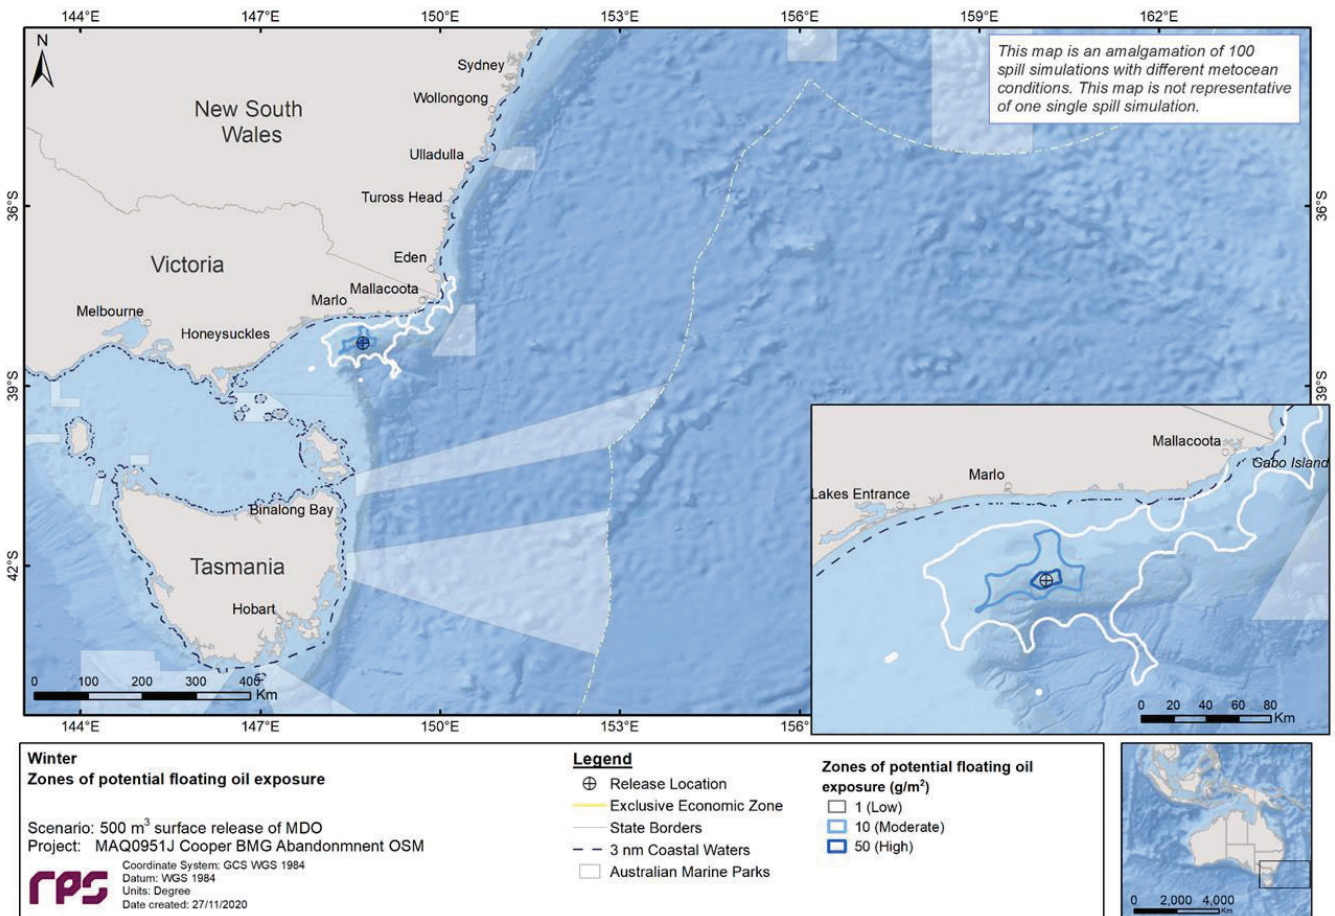 144°E 147°E 150°E 153°E 156°E 159°E 162°E
N
This map is an amalgamation of 100
spill simulations with different metocean
conditions. This map is not representative
of one single spill simulation.
Sydney
Wollongong
New South
Wales
Ulladulla
Tuross Head
36°S
36°S
Eden
Victoria
Mallacoota
Marlo
Melbourne
Honeysuckles
39°S
39°S
Mallacoota
Gabo Island
Marlo
Lakes Entrance
Binalong Bay
Tasmania
42°S
Hobart
0 100 200 300 400
Km
0 20 40 60 80
Km
144°E 147°E 150°E 153°E 156°E
Winter
Zones of potential floating oil exposure
Scenario: 500 m³ surface release of MDO
Project: MAQ0951J Cooper BMG Abandonmnent OSM
rps
Coordinate System: GCS WGS 1984
Datum: WGS 1984
Units: Degree
Date created: 27/11/2020
Legend
Release Location
Exclusive Economic Zone
State Borders
3 nm Coastal Waters
Australian Marine Parks
Zones of potential floating oil
exposure (g/m²)
1 (Low)
10 (Moderate)
50 (High)
0 2,000 4,000
Km